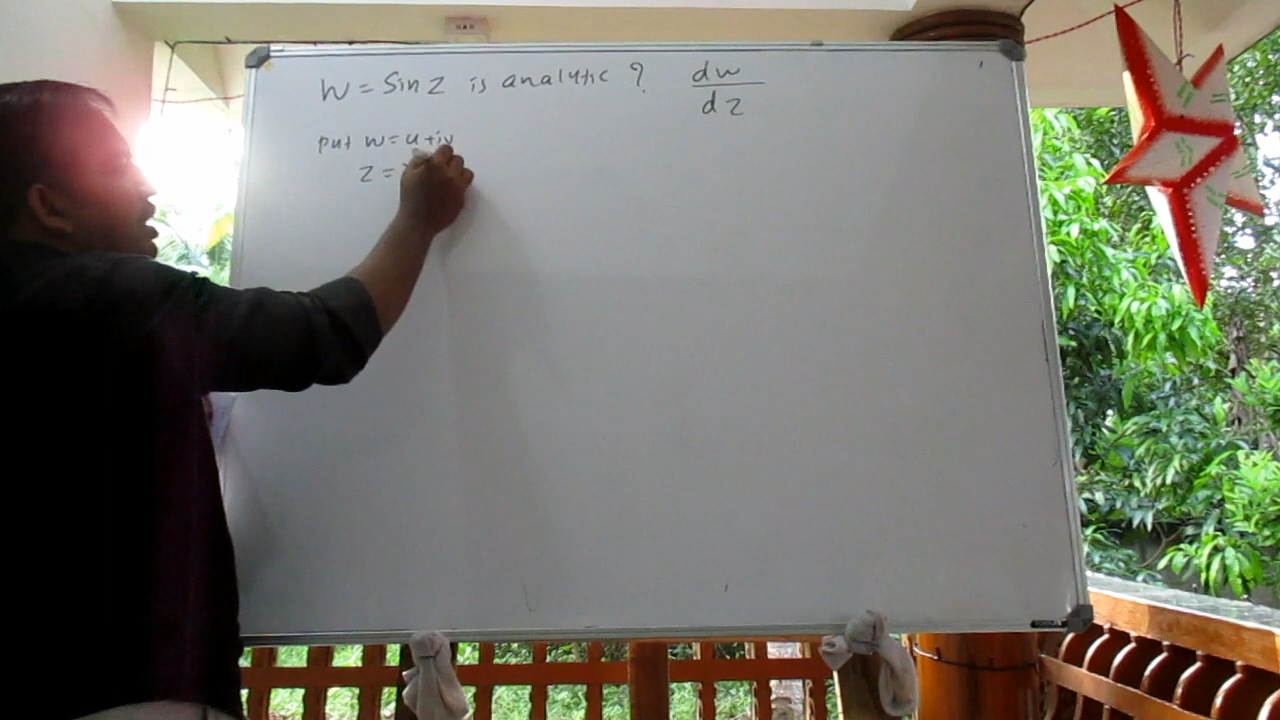 W = Sin z is analytic ? dw
dz
put w = u+iv
z =